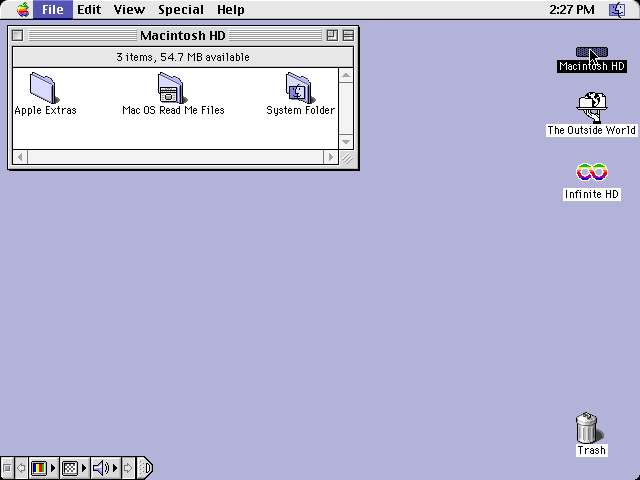 File Edit View Special Help 2:27 PM
Macintosh HD
3 items, 54.7 MB available
Apple Extras
Mac OS Read Me Files
System Folder
Macintosh HD
The Outside World
Infinite HD
Trash